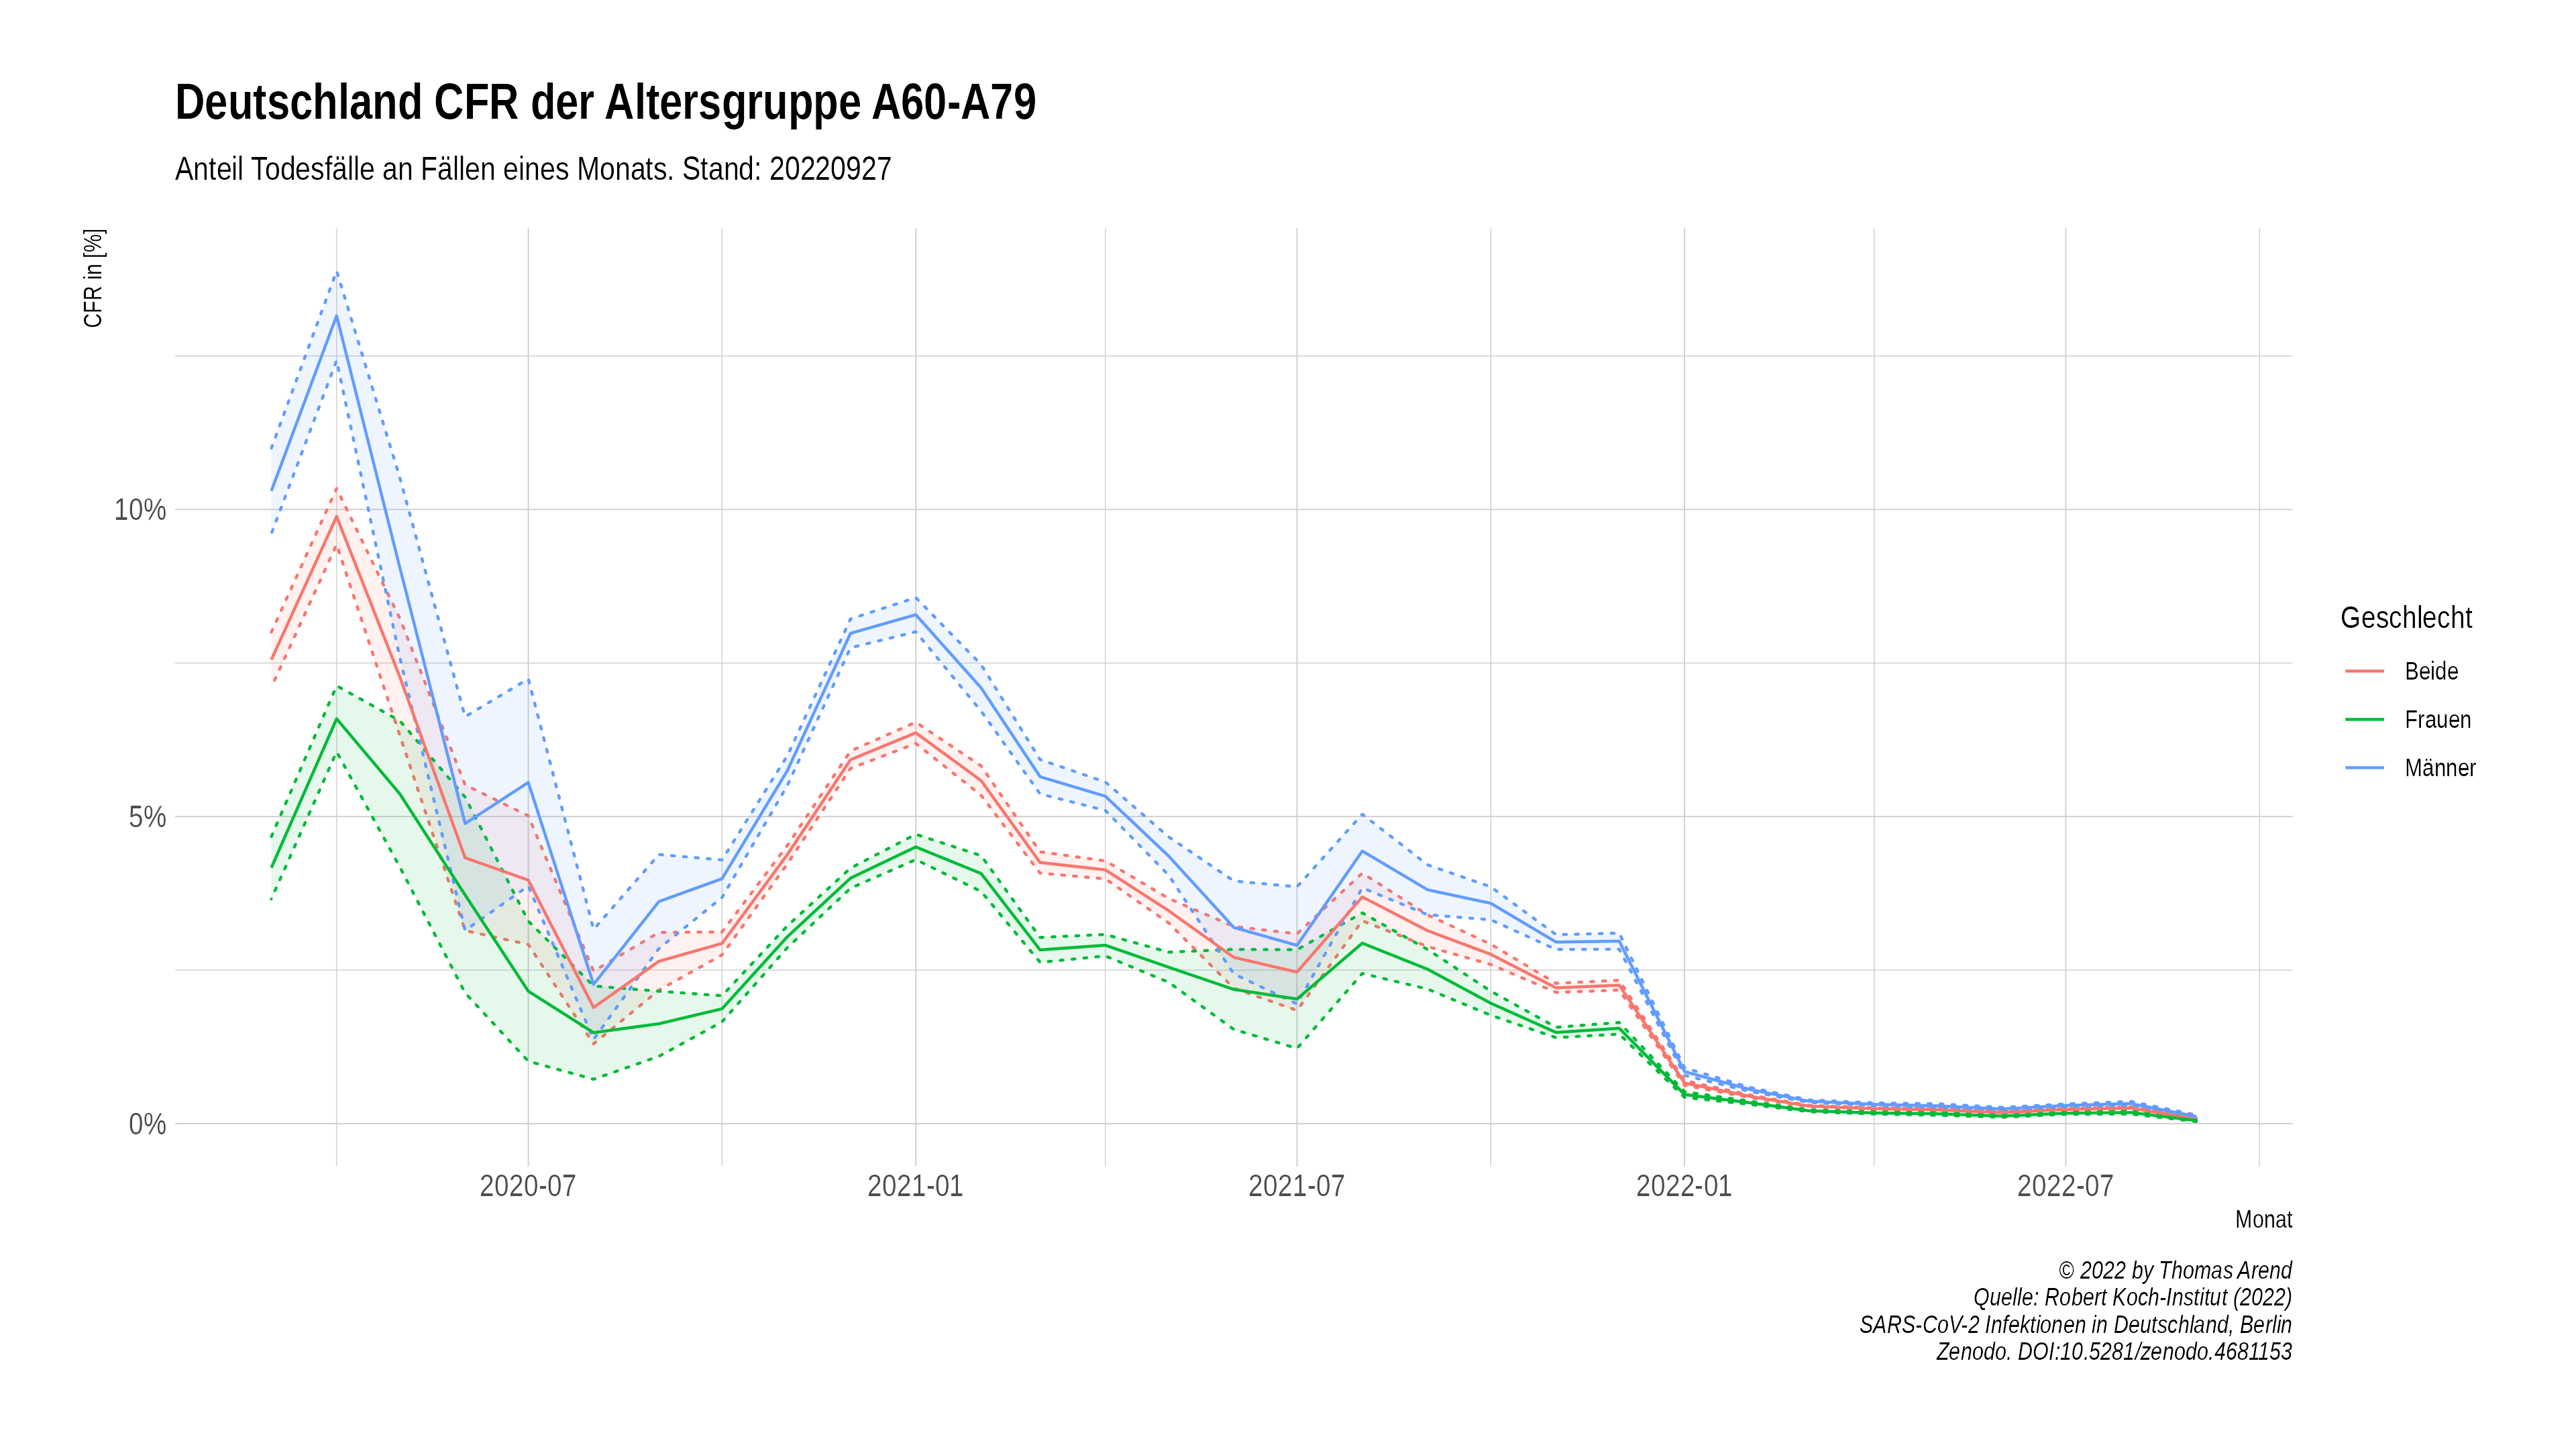 Deutschland CFR der Altersgruppe A60-A79
Anteil Todesfälle an Fällen eines Monats. Stand: 20220927
CFR in [%]
10%
5%
0%
2020-07
2021-01
2021-07
2022-01
2022-07
Monat
Geschlecht
Beide
Frauen
Männer
© 2022 by Thomas Arend
Quelle: Robert Koch-Institut (2022)
SARS-CoV-2 Infektionen in Deutschland, Berlin
Zenodo. DOI:10.5281/zenodo.4681153